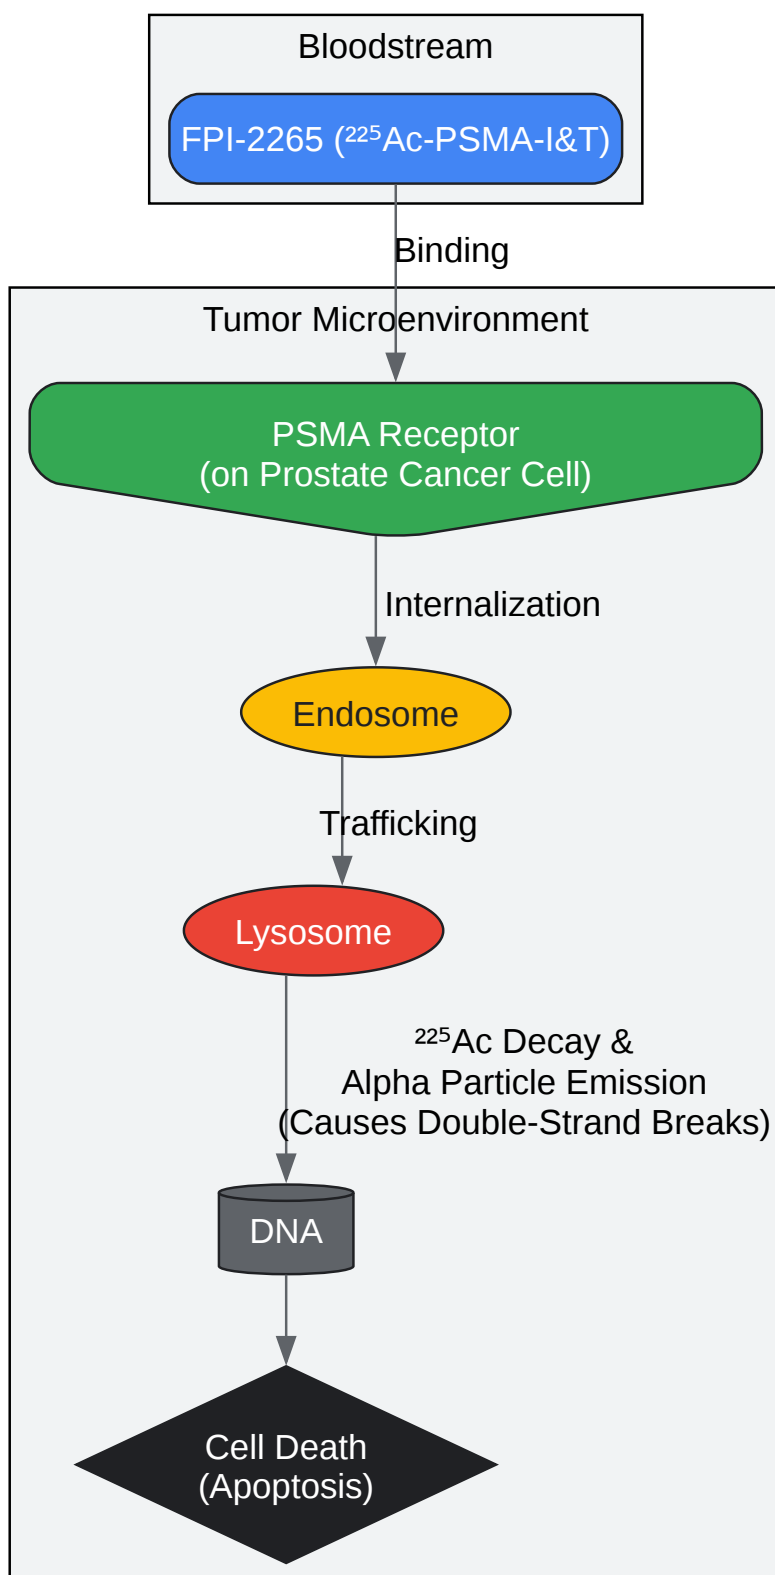 Bloodstream
FPI-2265 (²²⁵Ac-PSMA-I&T)
Binding
Tumor Microenvironment
PSMA Receptor
(on Prostate Cancer Cell)
Internalization
Endosome
Trafficking
Lysosome
²²⁵Ac Decay &
Alpha Particle Emission
(Causes Double-Strand Breaks)
DNA
Cell Death
(Apoptosis)